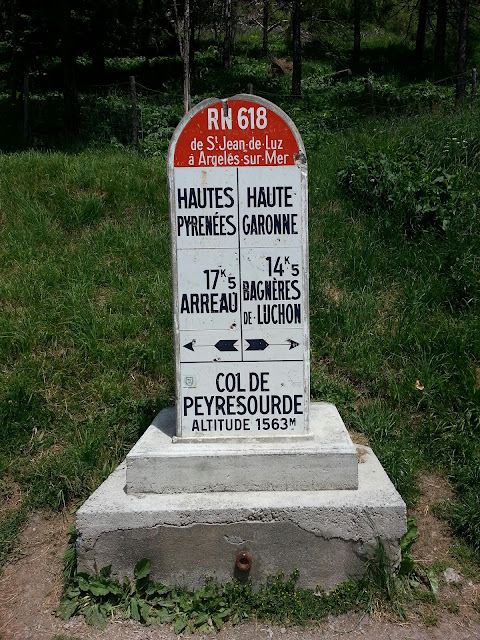 RN 618
de St Jean-de-Luz
à Argelès-sur-Mer
HAUTES
PYRENÉES
HAUTE
GARONNE
17K5
ARREAU
14K5
BAGNÈRES
DE-LUCHON
COL DE
PEYRESOURDE
ALTITUDE 1563M